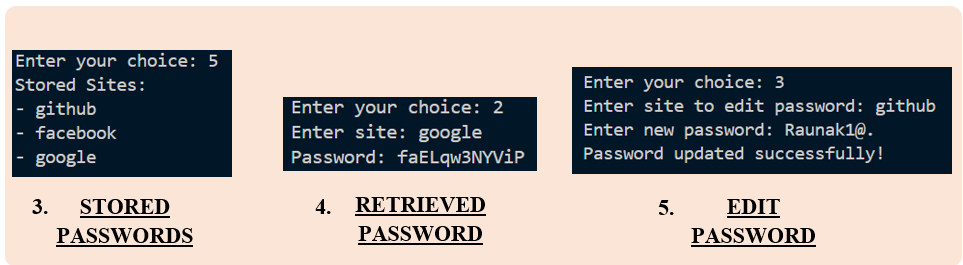 Enter your choice: 5
Stored Sites:
- github
- facebook
- google
3. STORED
PASSWORDS
Enter your choice: 2
Enter site: google
Password: faELqw3NYViP
4. RETRIEVED
PASSWORD
Enter your choice: 3
Enter site to edit password: github
Enter new password: Raunak1@.
Password updated successfully!
5. EDIT
PASSWORD